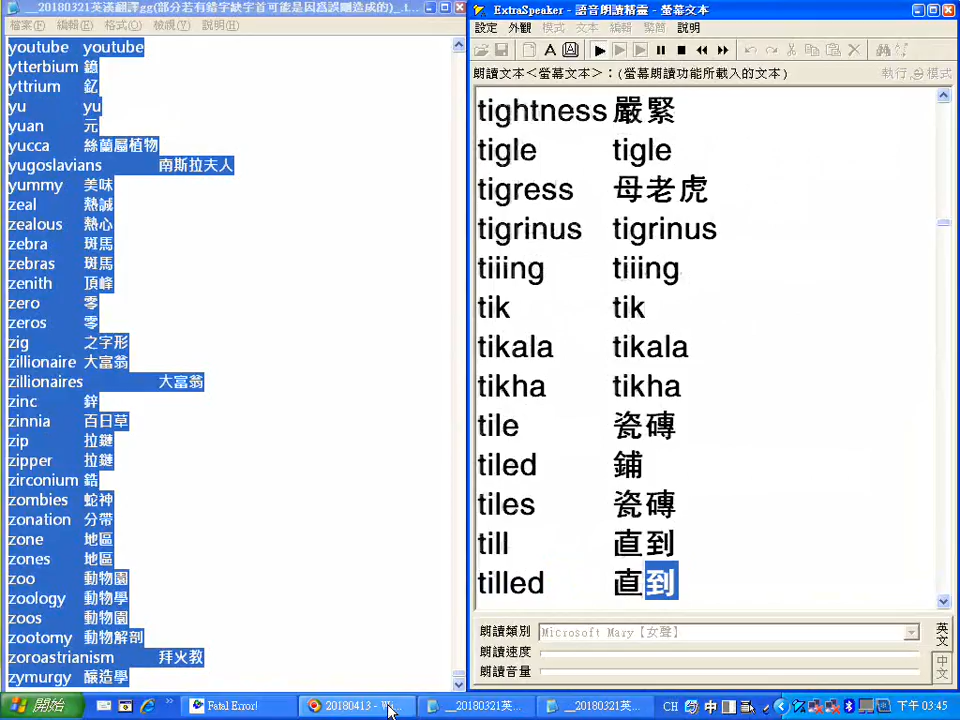 __20180321英漢翻譯gg(部分若有錯字缺字首可能是因為誤刪造成的)_.t...
檔案(F) 編輯(E) 格式(O) 檢視(V) 說明(H)
youtube youtube
ytterbium 鐿
yttrium 釔
yu yu
yuan 元
yucca 絲蘭屬植物
yugoslavians 南斯拉夫人
yummy 美味
zeal 熱誠
zealous 熱心
zebra 斑馬
zebras 斑馬
zenith 頂峰
zero 零
zeros 零
zig 之字形
zillionaire 大富翁
zillionaires 大富翁
zinc 鋅
zinnia 百日草
zip 拉鏈
zipper 拉鏈
zirconium 鋯
zombies 蛇神
zonation 分帶
zone 地區
zones 地區
zoo 動物園
zoology 動物學
zoos 動物園
zootomy 動物解剖
zoroastrianism 拜火教
zymurgy 釀造學
ExtraSpeaker - 語音朗讀精靈 - 螢幕文本
設定 外觀 模式 文本 編輯 繁簡 說明
朗讀文本<螢幕文本>：(螢幕朗讀功能所載入的文本) 執行 模式
tightness 嚴緊
tigle tigle
tigress 母老虎
tigrinus tigrinus
tiiing tiiing
tik tik
tikala tikala
tikha tikha
tile 瓷磚
tiled 鋪
tiles 瓷磚
till 直到
tilled 直到
朗讀類別 Microsoft Mary【女聲】
朗讀速度
朗讀音量
英文
中文
開始 Fatal Error! 20180413 - __20180321英... __20180321英... CH 中 下午 03:45